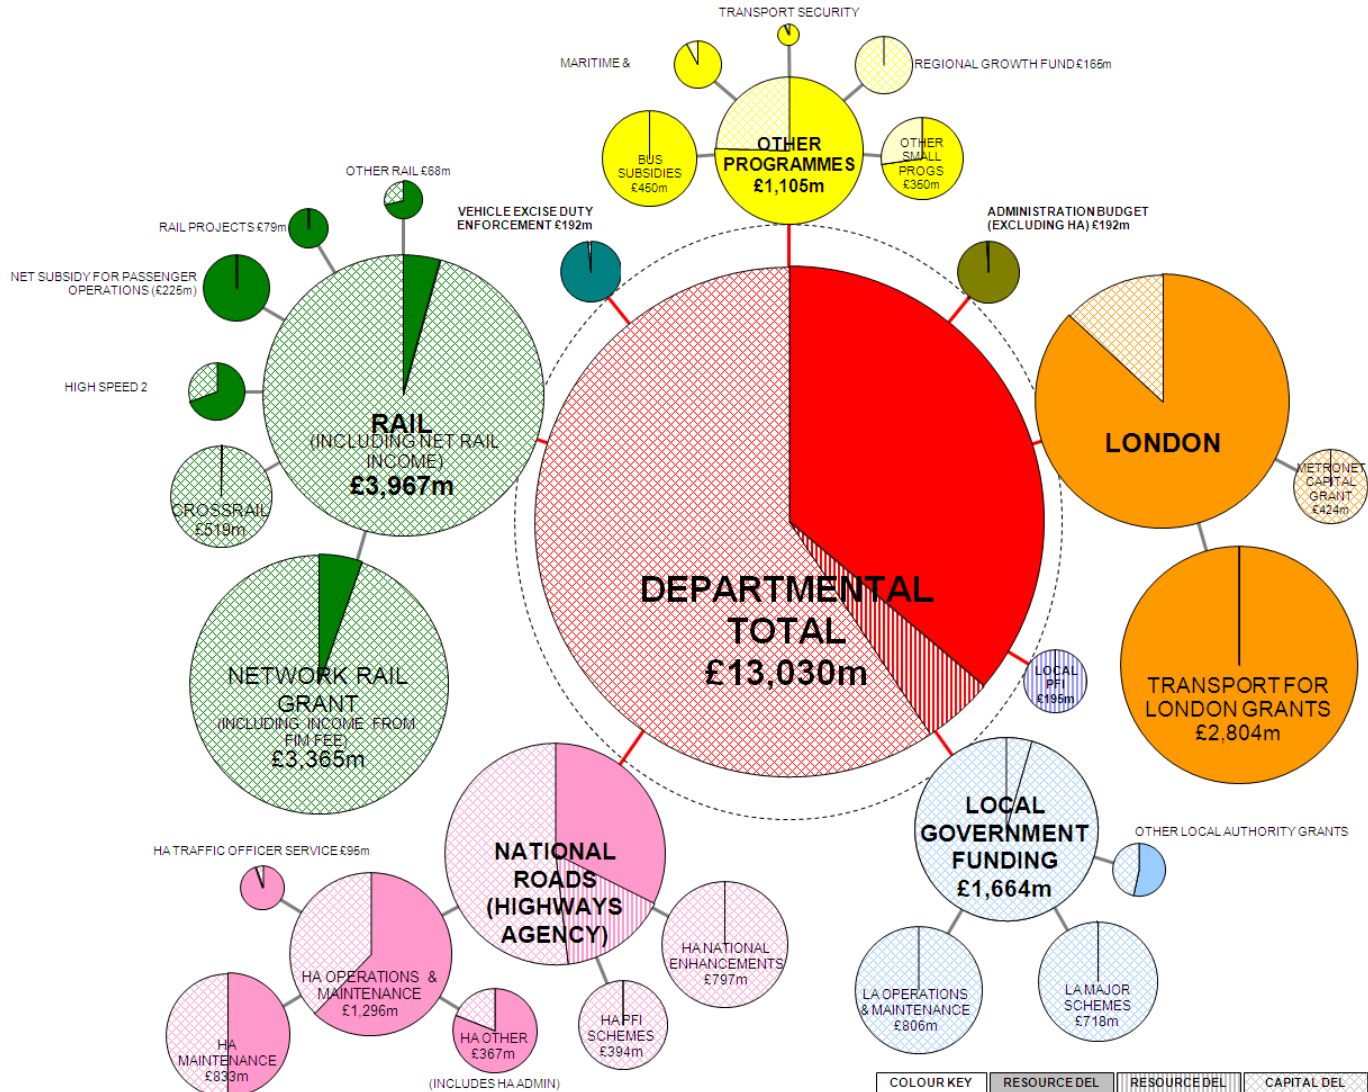 TRANSPORT SECURITY
MARITIME &
REGIONAL GROWTH FUND £165m
BUS
SUBSIDIES
£450m
OTHER
PROGRAMMES
£1,105m
OTHER
SMALL
PROGS
£350m
OTHER RAIL £68m
RAIL PROJECTS £79m
NET SUBSIDY FOR PASSENGER
OPERATIONS (£225m)
HIGH SPEED 2
VEHICLE EXCISE DUTY
ENFORCEMENT £192m
ADMINISTRATION BUDGET
(EXCLUDING HA) £192m
RAIL
(INCLUDING NET RAIL
INCOME)
£3,967m
CROSSRAIL
£519m
NETWORK RAIL
GRANT
(INCLUDING INCOME FROM
FIM FEE)
£3,365m
LONDON
METRONET
CAPITAL
GRANT
£424m
TRANSPORT FOR
LONDON GRANTS
£2,804m
DEPARTMENTAL
TOTAL
£13,030m
LOCAL
PFI
£195m
LOCAL
GOVERNMENT
FUNDING
£1,664m
OTHER LOCAL AUTHORITY GRANTS
LA OPERATIONS
& MAINTENANCE
£806m
LA MAJOR
SCHEMES
£718m
NATIONAL
ROADS
(HIGHWAYS
AGENCY)
HA TRAFFIC OFFICER SERVICE £95m
HA OPERATIONS &
MAINTENANCE
£1,296m
HA
MAINTENANCE
£833m
HA OTHER
£367m
(INCLUDES HA ADMIN)
HA PFI
SCHEMES
£394m
HA NATIONAL
ENHANCEMENTS
£797m
COLOUR KEY RESOURCE DEL RESOURCE DEL CAPITAL DEL